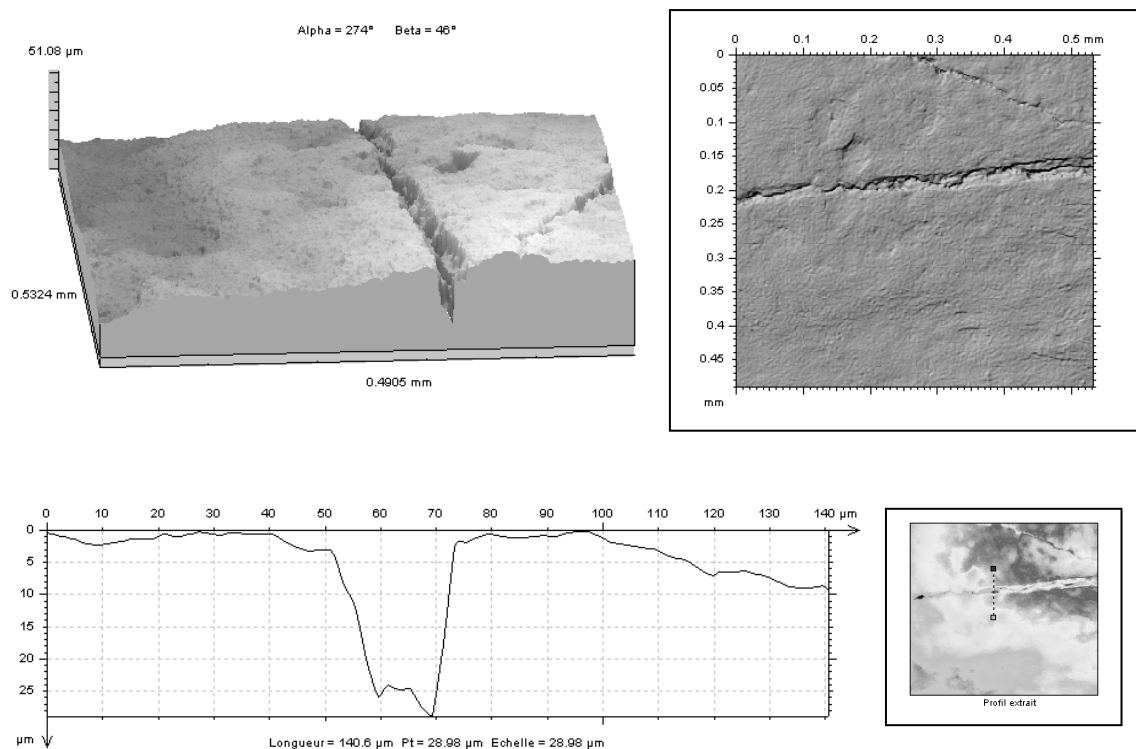 Alpha = 274° Beta = 46°
51.08 µm
0.5324 mm
0.4905 mm
0 0.1 0.2 0.3 0.4 0.5 mm
0
0.05
0.1
0.15
0.2
0.25
0.3
0.35
0.4
0.45
mm
0 10 20 30 40 50 60 70 80 90 100 110 120 130 140 µm
0
5
10
15
20
25
µm
Longueur = 140.6 µm Pt = 28.98 µm Echelle = 28.98 µm
Profil extrait